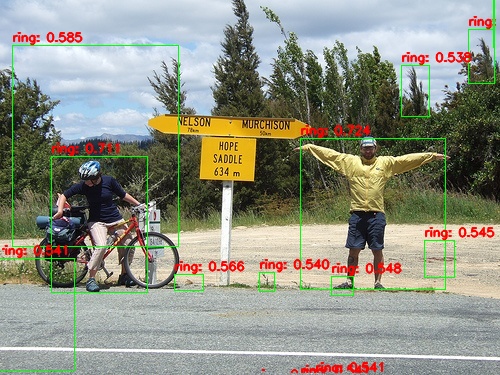 ring: 0.585
ring:
ring: 0.538
NELSON MURCHISON
78km 50km
ring: 0.724
HOPE
SADDLE
634 m
ring: 0.711
ring: 0.545
ring: 0.541
ring: 0.566
ring: 0.540
ring: 0.548
ring: 0.541